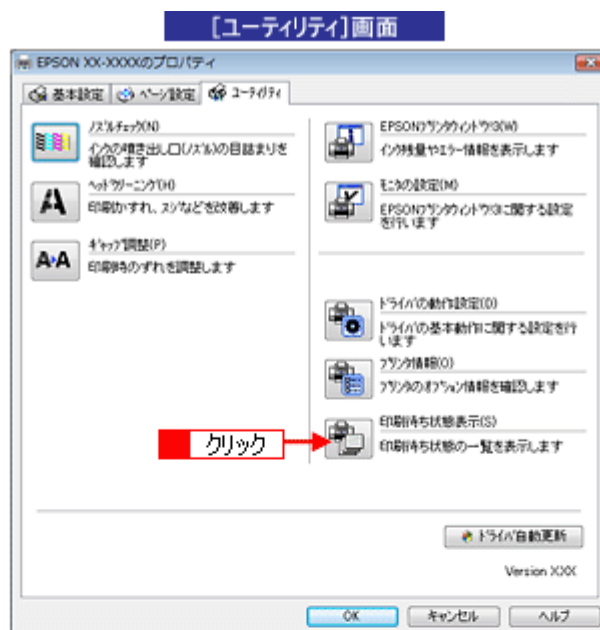 [ユーティリティ]画面
EPSON XX-XXXXのプロパティ
基本設定 ページ設定 ユーティリティ
ノズルチェック(N)
インクの噴き出し口(ノズル)の目詰まりを
確認します
ヘッドクリーニング(H)
印刷かすれ、スジなどを改善します
ギャップ調整(P)
印刷時のずれを調整します
EPSONプリンタウィンドウ!3(W)
インク残量やエラー情報を表示します
モニタの設定(M)
EPSONプリンタウィンドウ!3に関する設定
を行います
ドライバの動作設定(D)
ドライバの基本動作に関する設定を行
います
プリンタ情報(O)
プリンタのオプション情報を確認します
印刷待ち状態表示(S)
印刷待ち状態の一覧を表示します
クリック
ドライバ自動更新
Version X.XX
OK キャンセル ヘルプ